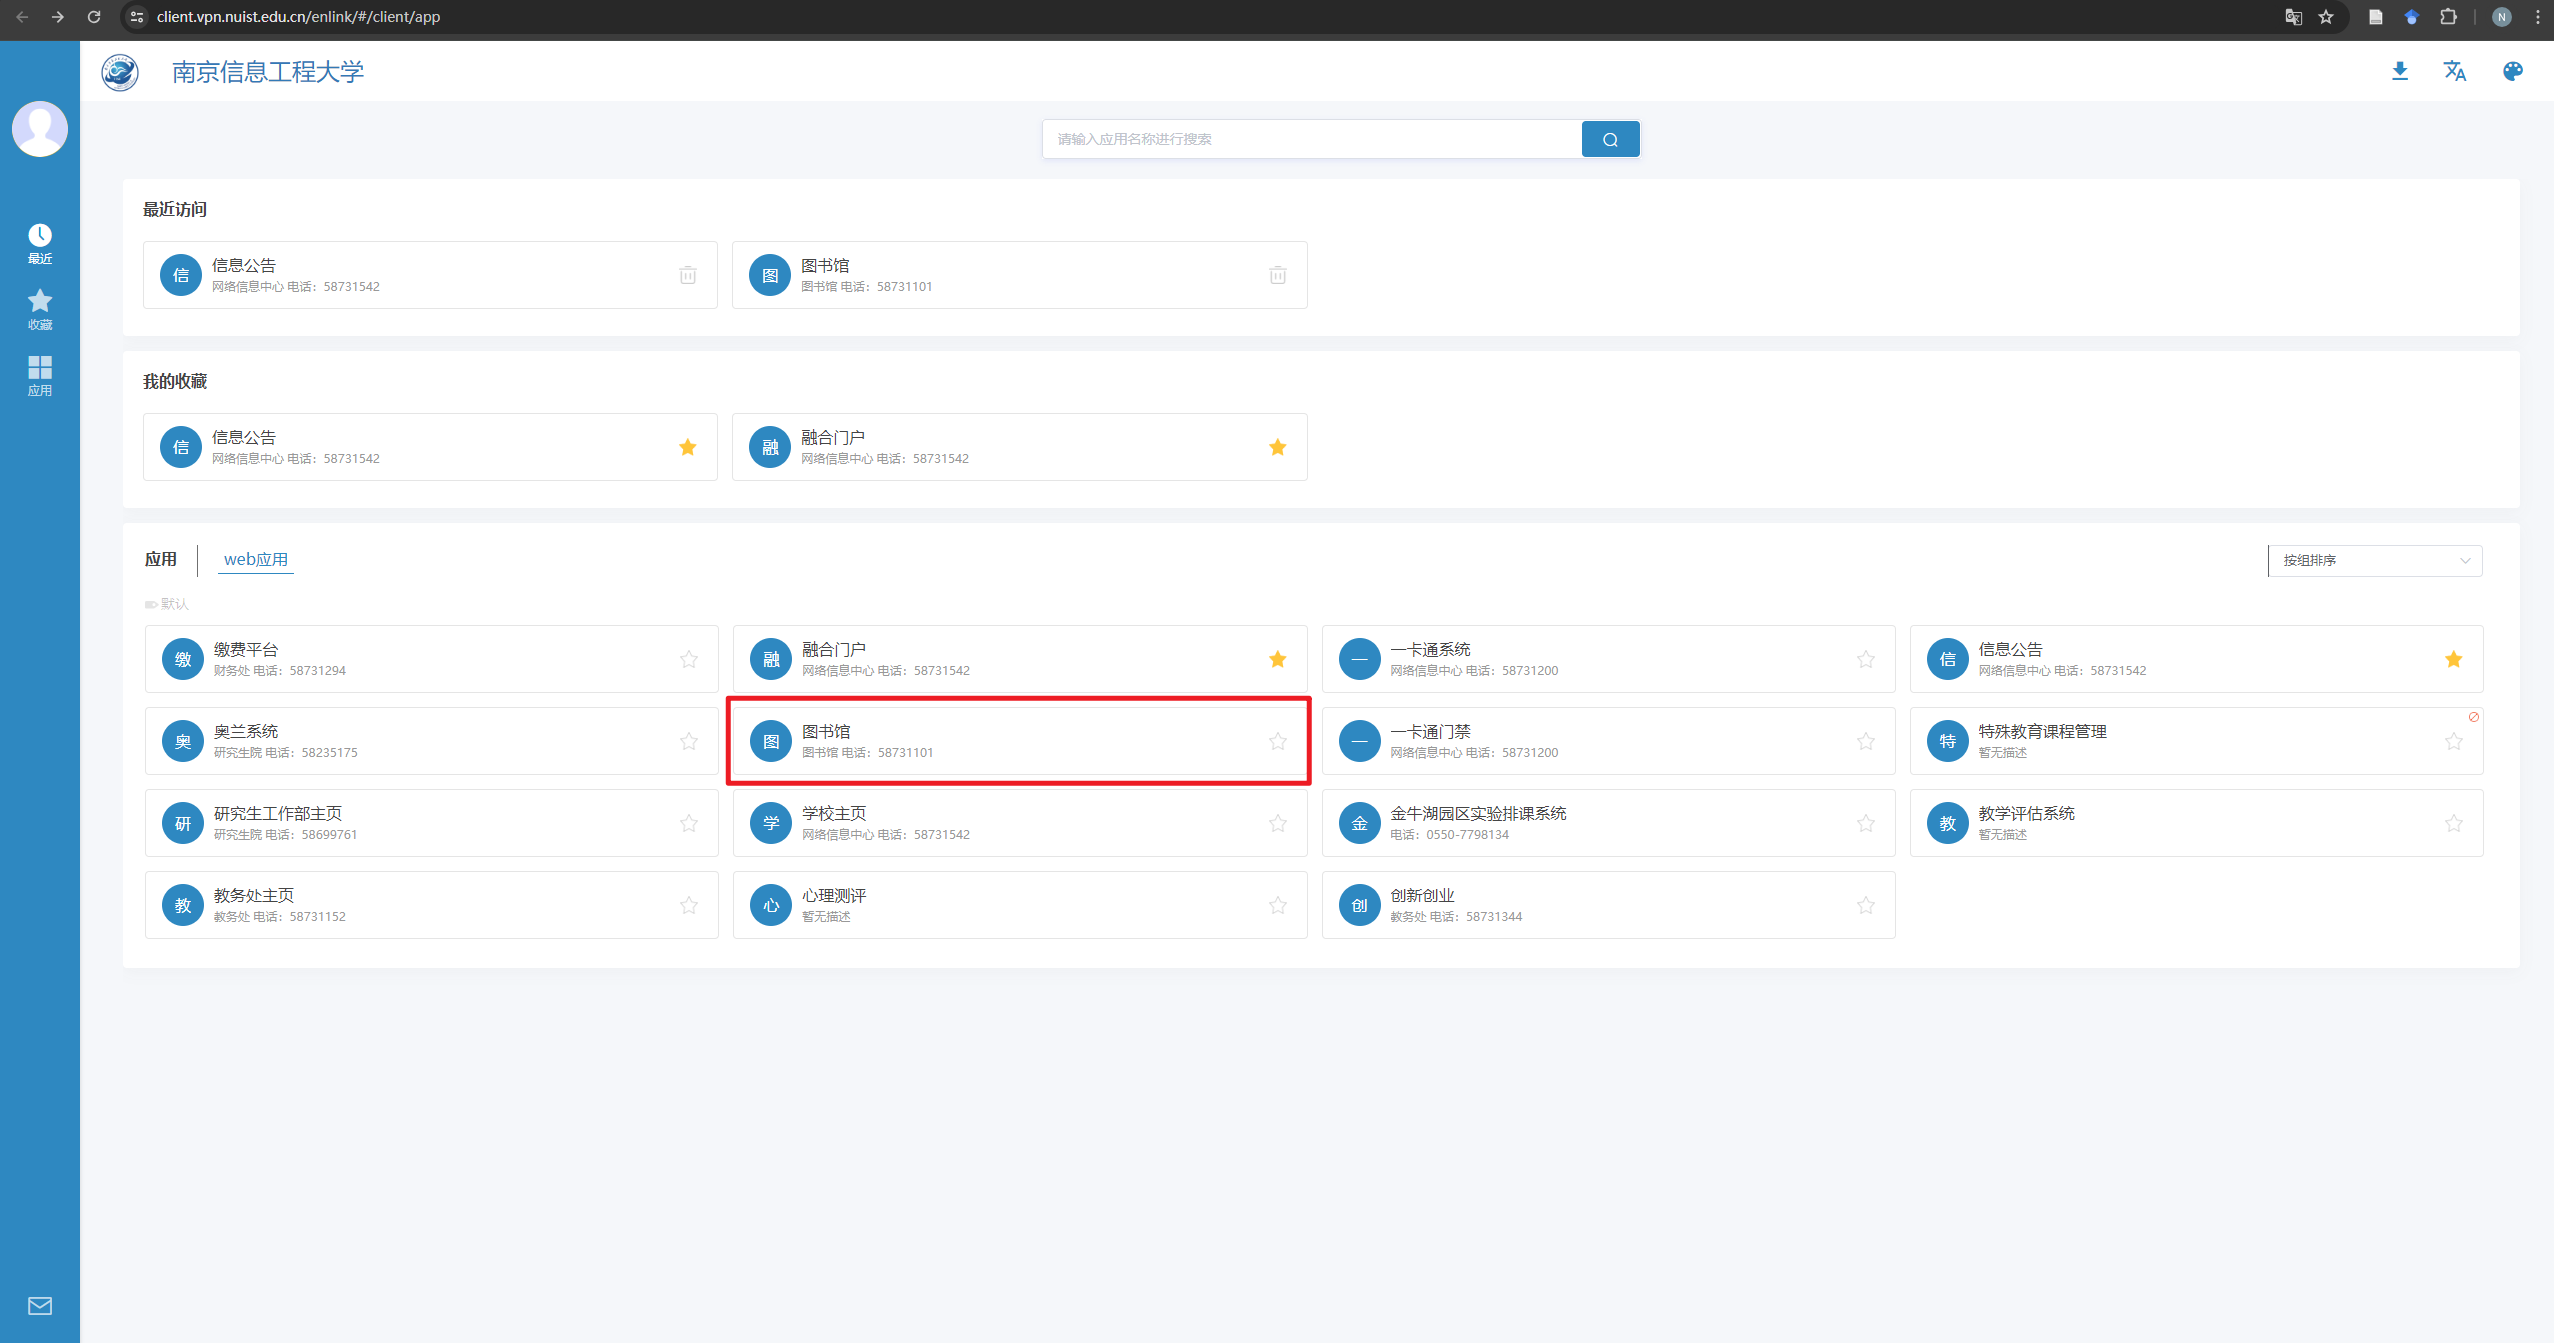 client.vpn.nuist.edu.cn/enlink/#/client/app
N
南京信息工程大学
请输入应用名称进行搜索
最近
收藏
应用
最近访问
信
信息公告
网络信息中心 电话：58731542
图
图书馆
图书馆 电话：58731101
我的收藏
信
信息公告
网络信息中心 电话：58731542
融
融合门户
网络信息中心 电话：58731542
应用
web应用
按组排序
默认
缴
缴费平台
财务处 电话：58731294
融
融合门户
网络信息中心 电话：58731542
一
一卡通系统
网络信息中心 电话：58731200
信
信息公告
网络信息中心 电话：58731542
奥
奥兰系统
研究生院 电话：58235175
图
图书馆
图书馆 电话：58731101
一
一卡通门禁
网络信息中心 电话：58731200
特
特殊教育课程管理
暂无描述
研
研究生工作部主页
研究生院 电话：58699761
学
学校主页
网络信息中心 电话：58731542
金
金牛湖园区实验排课系统
电话：0550-7798134
教
教学评估系统
暂无描述
教
教务处主页
教务处 电话：58731152
心
心理测评
暂无描述
创
创新创业
教务处 电话：58731344